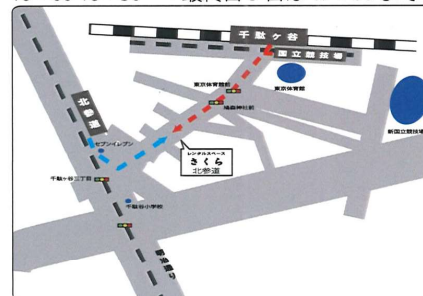 千駄ヶ谷
国立競技場
東京体育館前
東京体育館
鳩森神社前
新国立競技場
北参道
セブンイレブン
レンタルスペース
さくら
北参道
千駄ヶ谷三丁目
千駄谷小学校